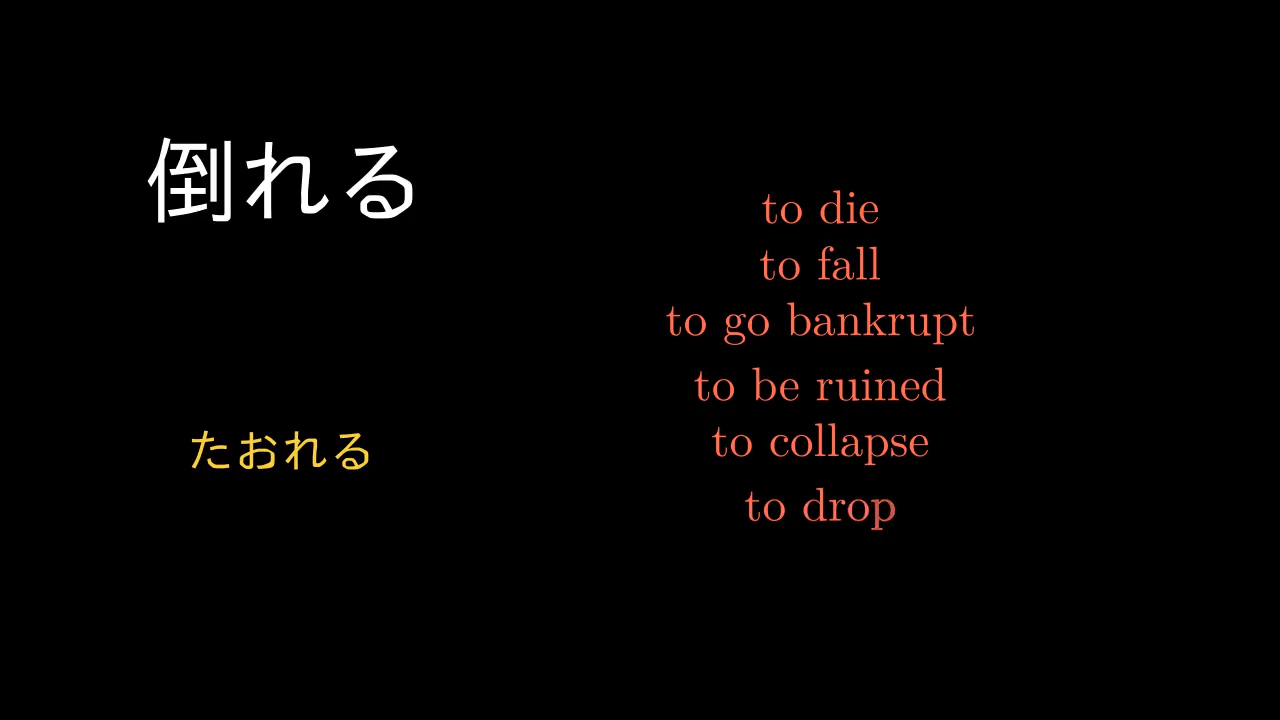 倒れる
たおれる
to die
to fall
to go bankrupt
to be ruined
to collapse
to drop